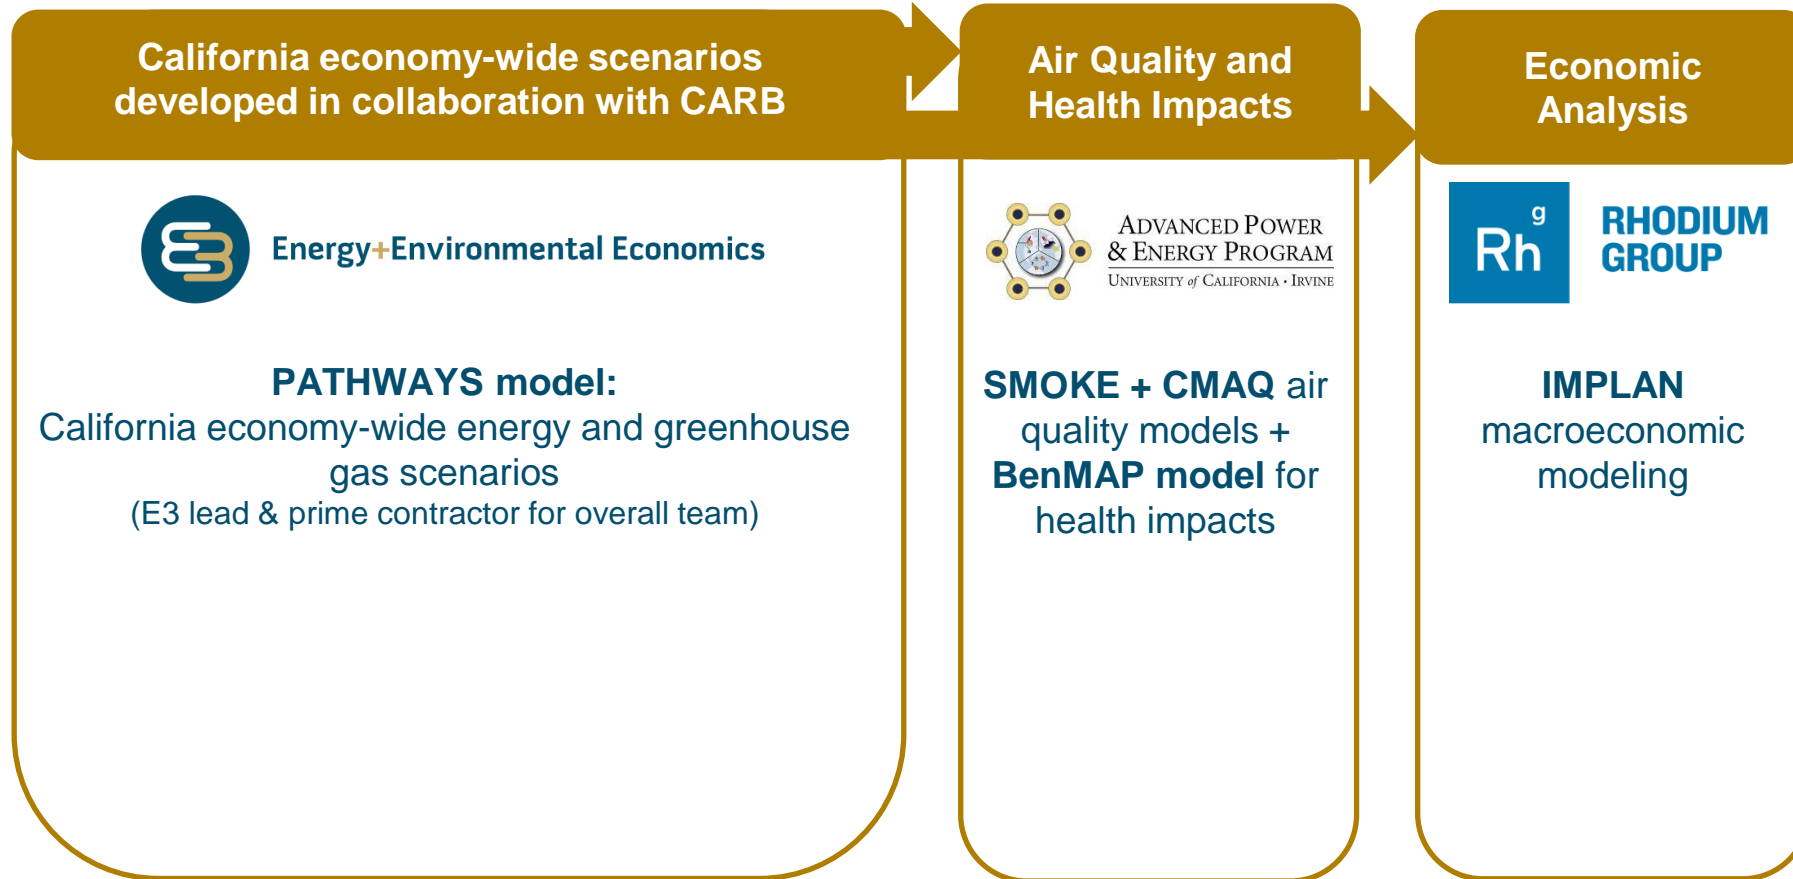 California economy-wide scenarios
developed in collaboration with CARB
Energy+Environmental Economics
PATHWAYS model:
California economy-wide energy and greenhouse
gas scenarios
(E3 lead & prime contractor for overall team)
Air Quality and
Health Impacts
ADVANCED POWER
& ENERGY PROGRAM
UNIVERSITY of CALIFORNIA • IRVINE
SMOKE + CMAQ air
quality models +
BenMAP model for
health impacts
Economic
Analysis
Rh g
RHODIUM
GROUP
IMPLAN
macroeconomic
modeling